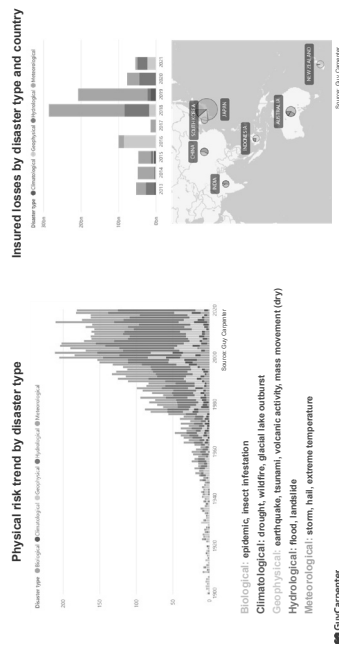 Physical risk trend by disaster type
Disaster type Biological Climatological Geophysical Hydrological Meteorological
200
150
100
50
0
1900
1920
1940
1960
1980
2000
2020
Source: Guy Carpenter
Biological: epidemic, insect infestation
Climatological: drought, wildfire, glacial lake outburst
Geophysical: earthquake, tsunami, volcanic activity, mass movement (dry)
Hydrological: flood, landslide
Meteorological: storm, hail, extreme temperature
GuyCarpenter
Insured losses by disaster type and country
Disaster type Climatological Geophysical Hydrological Meteorological
30bn
20bn
10bn
0bn
2013
2014
2015
2016
2017
2018
2019
2020
2021
CHINA
SOUTH KOREA
JAPAN
INDIA
INDONESIA
AUSTRALIA
NEW ZEALAND
Source: Guy Carpenter